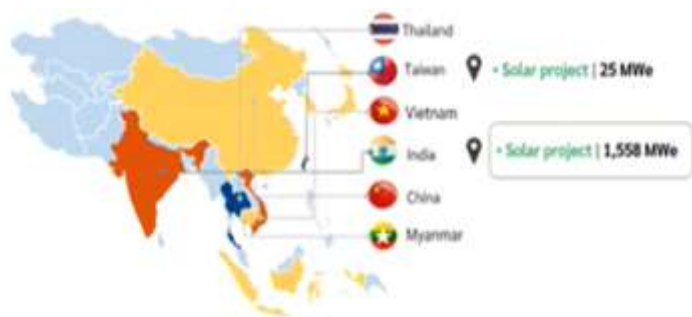 Thailand
Taiwan
• Solar project | 25 MWe
Vietnam
India
• Solar project | 1,558 MWe
China
Myanmar